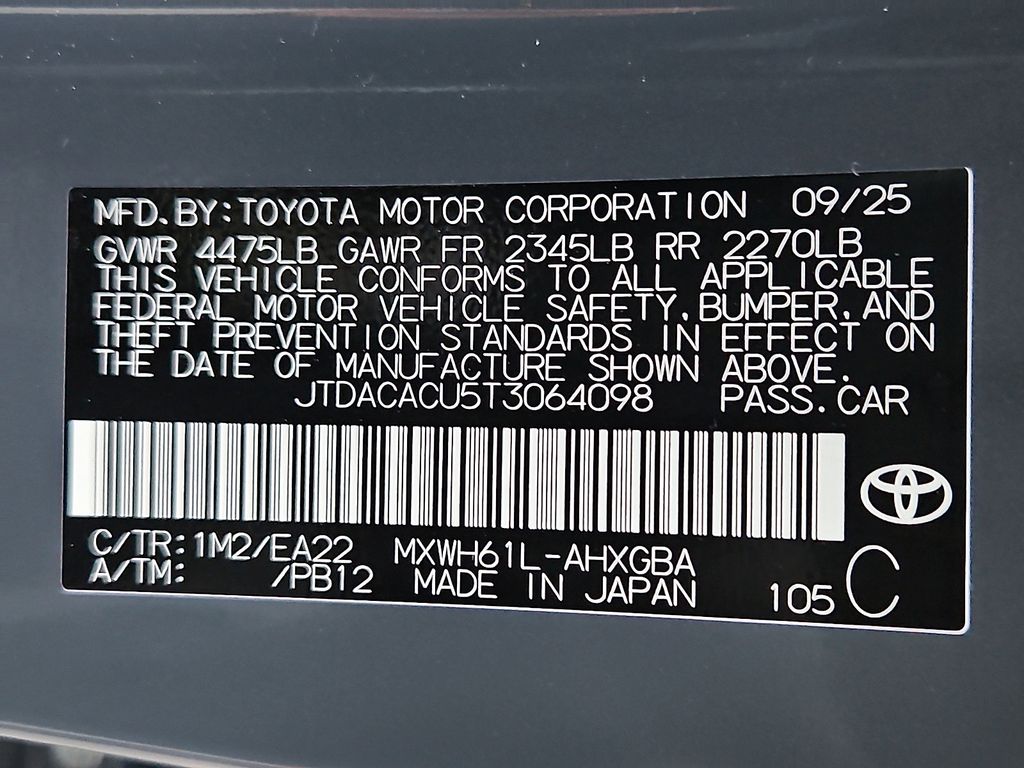 MFD.BY:TOYOTA MOTOR CORPORATION 09/25
GVWR 4475LB GAWR FR 2345LB RR 2270LB
THIS VEHICLE CONFORMS TO ALL APPLICABLE
FEDERAL MOTOR VEHICLE SAFETY,BUMPER,AND
THEFT PREVENTION STANDARDS IN EFFECT ON
THE DATE OF MANUFACTURE SHOWN ABOVE.
JTDACACU5T3064098 PASS.CAR
C/TR:1M2/EA22 MXWH61L-AHXGBA
A/TM: /PB12 MADE IN JAPAN 105 C